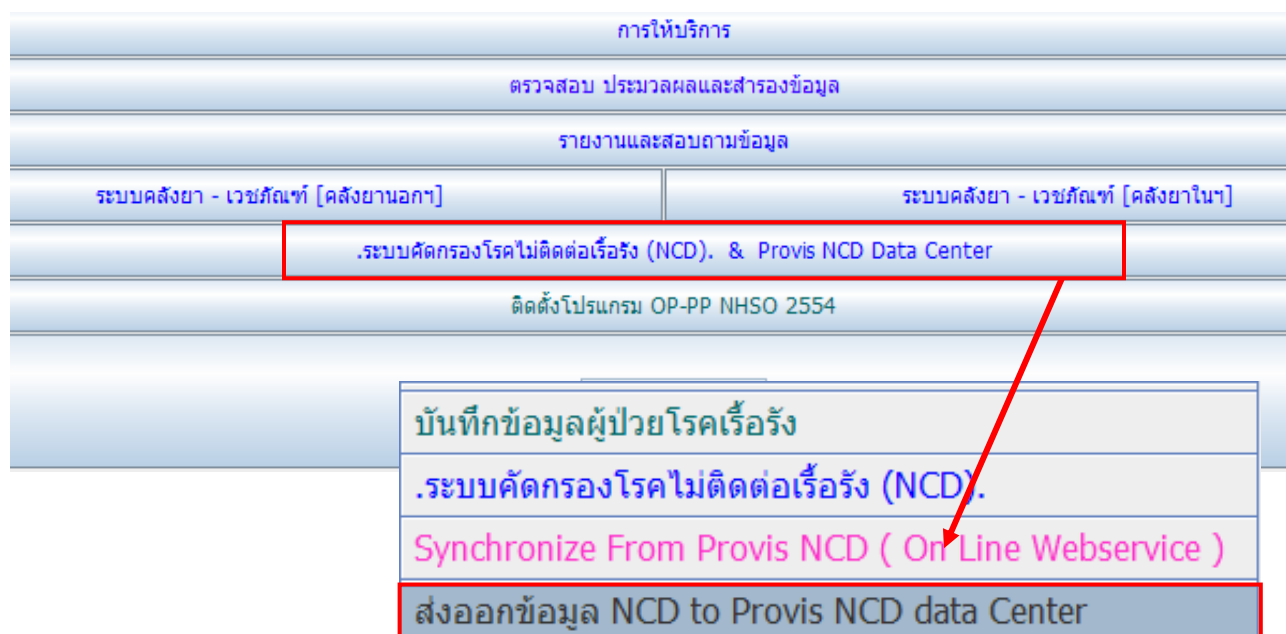 การให้บริการ
ตรวจสอบ ประมวลผลและสำรองข้อมูล
รายงานและสอบถามข้อมูล
ระบบคลังยา - เวชภัณฑ์ [คลังยานอกฯ]
ระบบคลังยา - เวชภัณฑ์ [คลังยาในฯ]
.ระบบคัดกรองโรคไม่ติดต่อเรื้อรัง (NCD). & Provis NCD Data Center
ติดตั้งโปรแกรม OP-PP NHSO 2554
บันทึกข้อมูลผู้ป่วยโรคเรื้อรัง
.ระบบคัดกรองโรคไม่ติดต่อเรื้อรัง (NCD).
Synchronize From Provis NCD ( On Line Webservice )
ส่งออกข้อมูล NCD to Provis NCD data Center